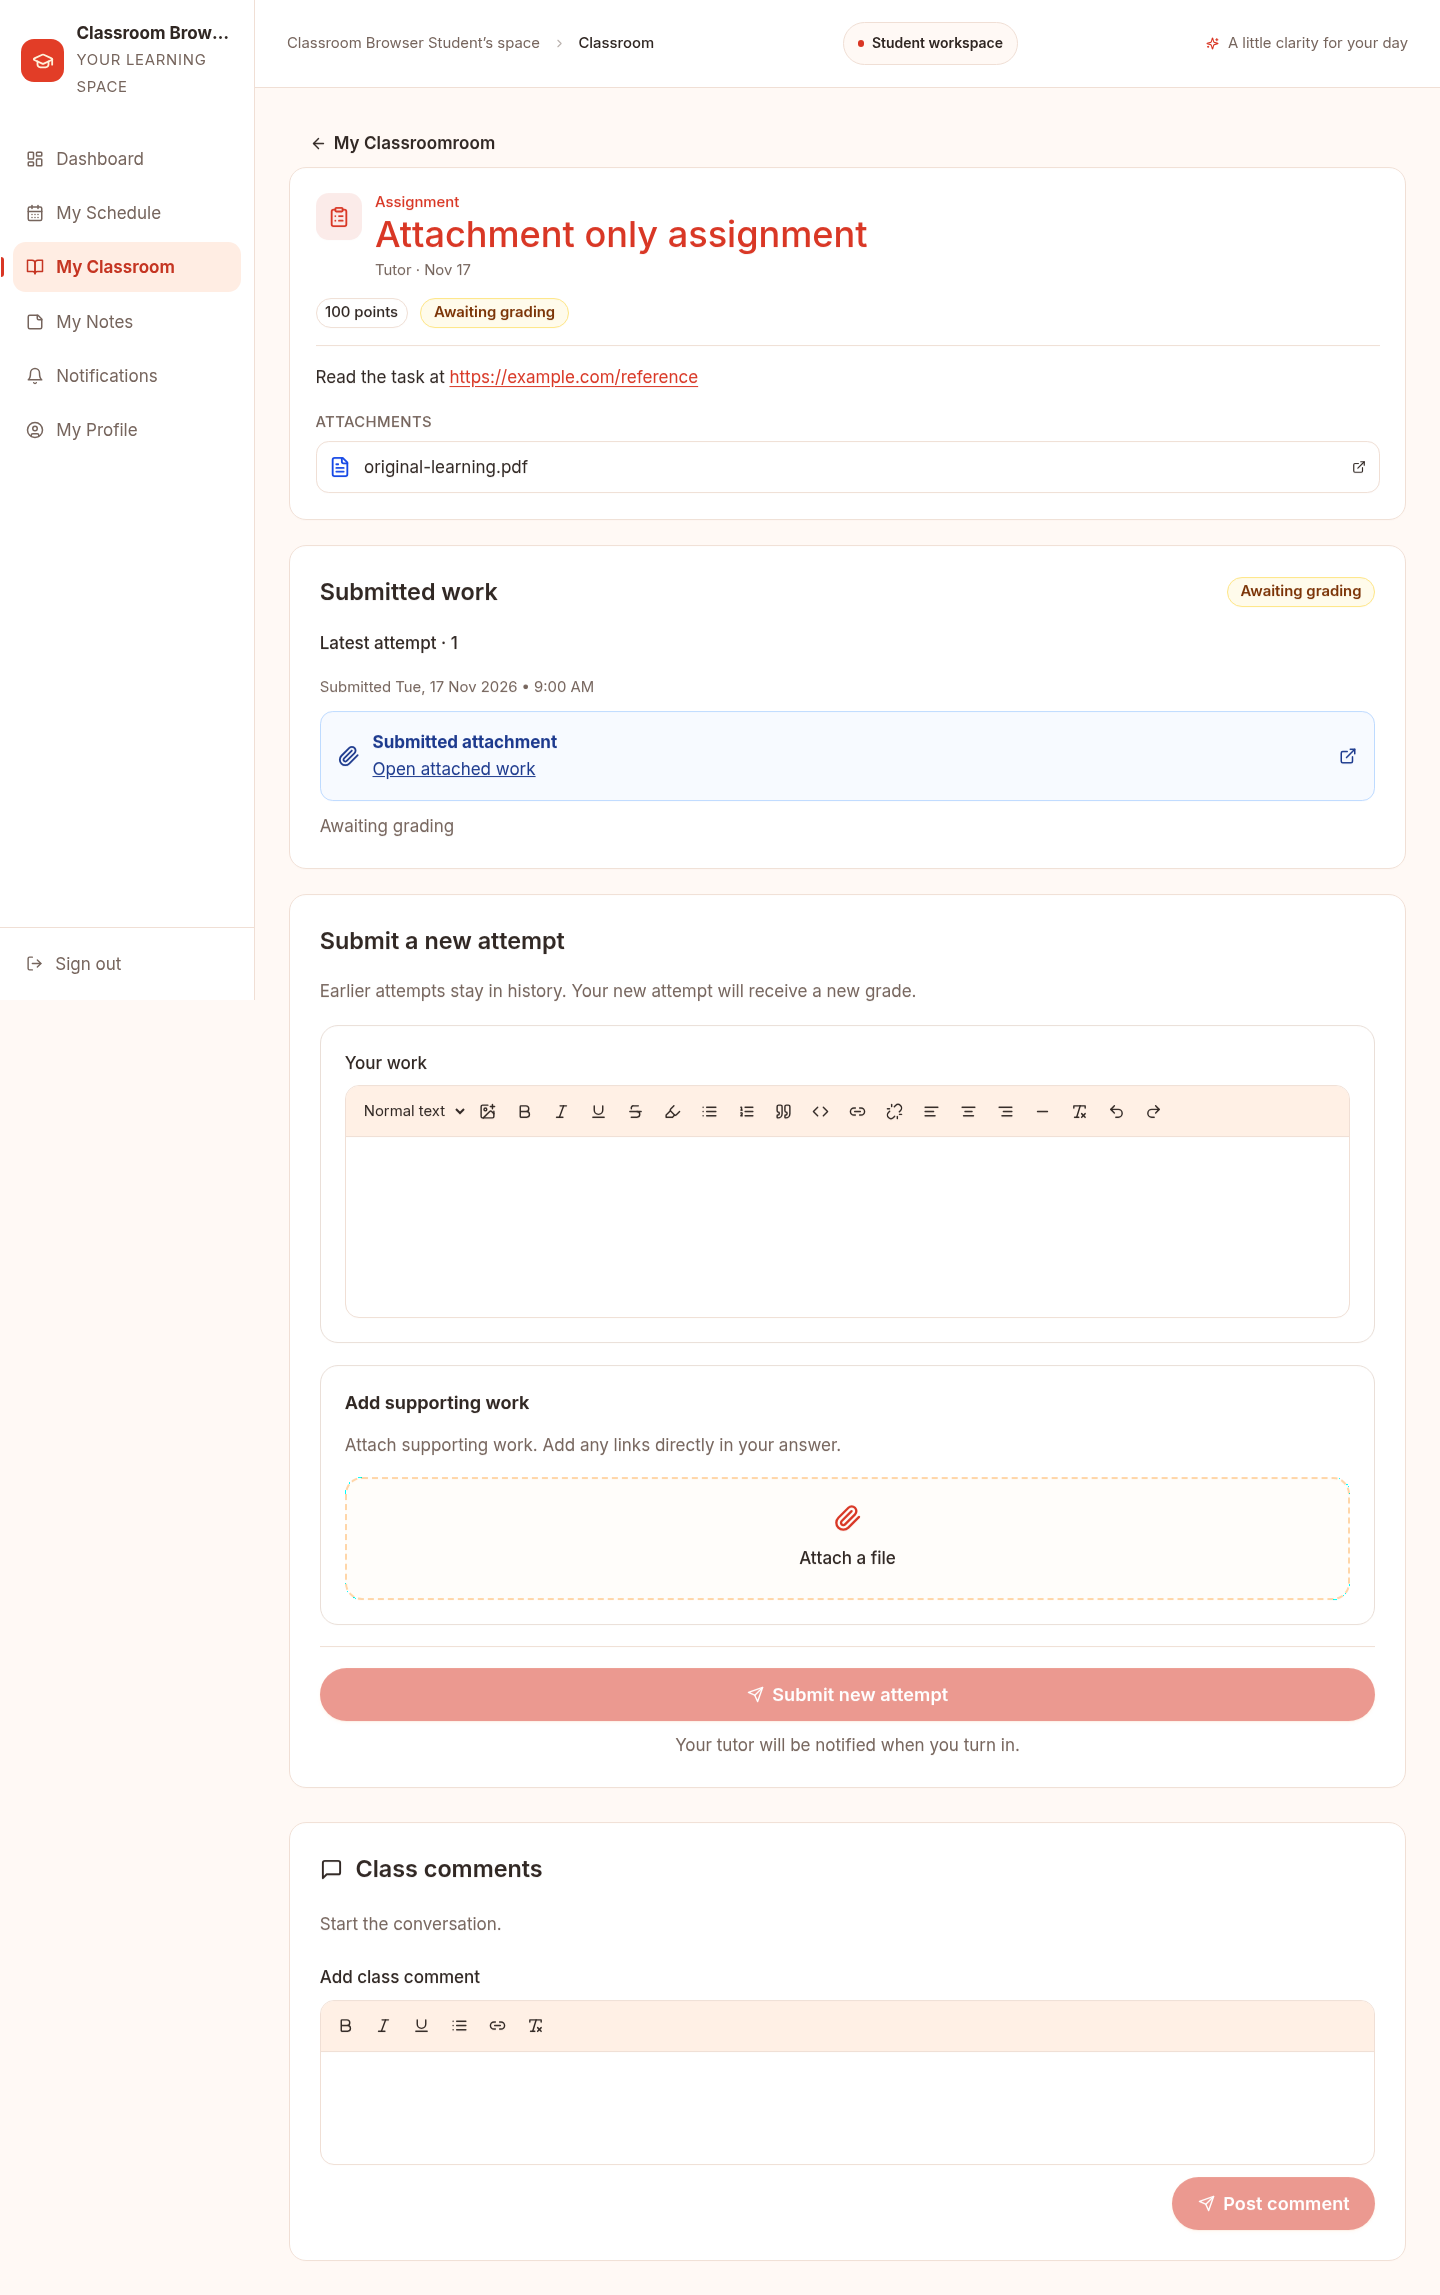 Classroom Brow...
YOUR LEARNING
SPACE
Dashboard
My Schedule
My Classroom
My Notes
Notifications
My Profile
Sign out
Classroom Browser Student’s space
Classroom
Student workspace
A little clarity for your day
My Classroomroom
Assignment
Attachment only assignment
Tutor · Nov 17
100 points
Awaiting grading
Read the task at https://example.com/reference
ATTACHMENTS
original-learning.pdf
Submitted work
Awaiting grading
Latest attempt · 1
Submitted Tue, 17 Nov 2026 • 9:00 AM
Submitted attachment
Open attached work
Awaiting grading
Submit a new attempt
Earlier attempts stay in history. Your new attempt will receive a new grade.
Your work
Normal text
Add supporting work
Attach supporting work. Add any links directly in your answer.
Attach a file
Submit new attempt
Your tutor will be notified when you turn in.
Class comments
Start the conversation.
Add class comment
Post comment